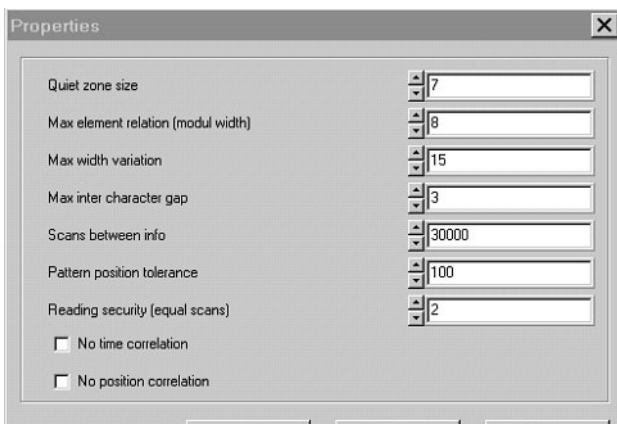 Properties
Quiet zone size 7
Max element relation (modul width) 8
Max width variation 15
Max inter character gap 3
Scans between info 30000
Pattern position tolerance 100
Reading security (equal scans) 2
No time correlation
No position correlation